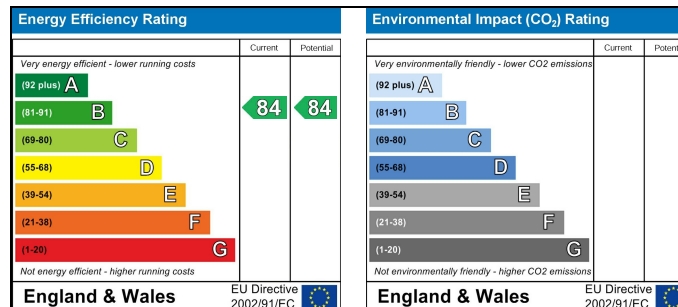 Energy Efficiency Rating
Current Potential
Very energy efficient - lower running costs
(92 plus) A
(81-91) B
84 84
(69-80) C
(55-68) D
(39-54) E
(21-38) F
(1-20) G
Not energy efficient - higher running costs
England & Wales
EU Directive
2002/91/EC
Environmental Impact (CO2) Rating
Current Potent
Very environmentally friendly - lower CO2 emissions
(92 plus) A
(81-91) B
(69-80) C
(55-68) D
(39-54) E
(21-38) F
(1-20) G
Not environmentally friendly - higher CO2 emissions
England & Wales
EU Directive
2002/91/EC